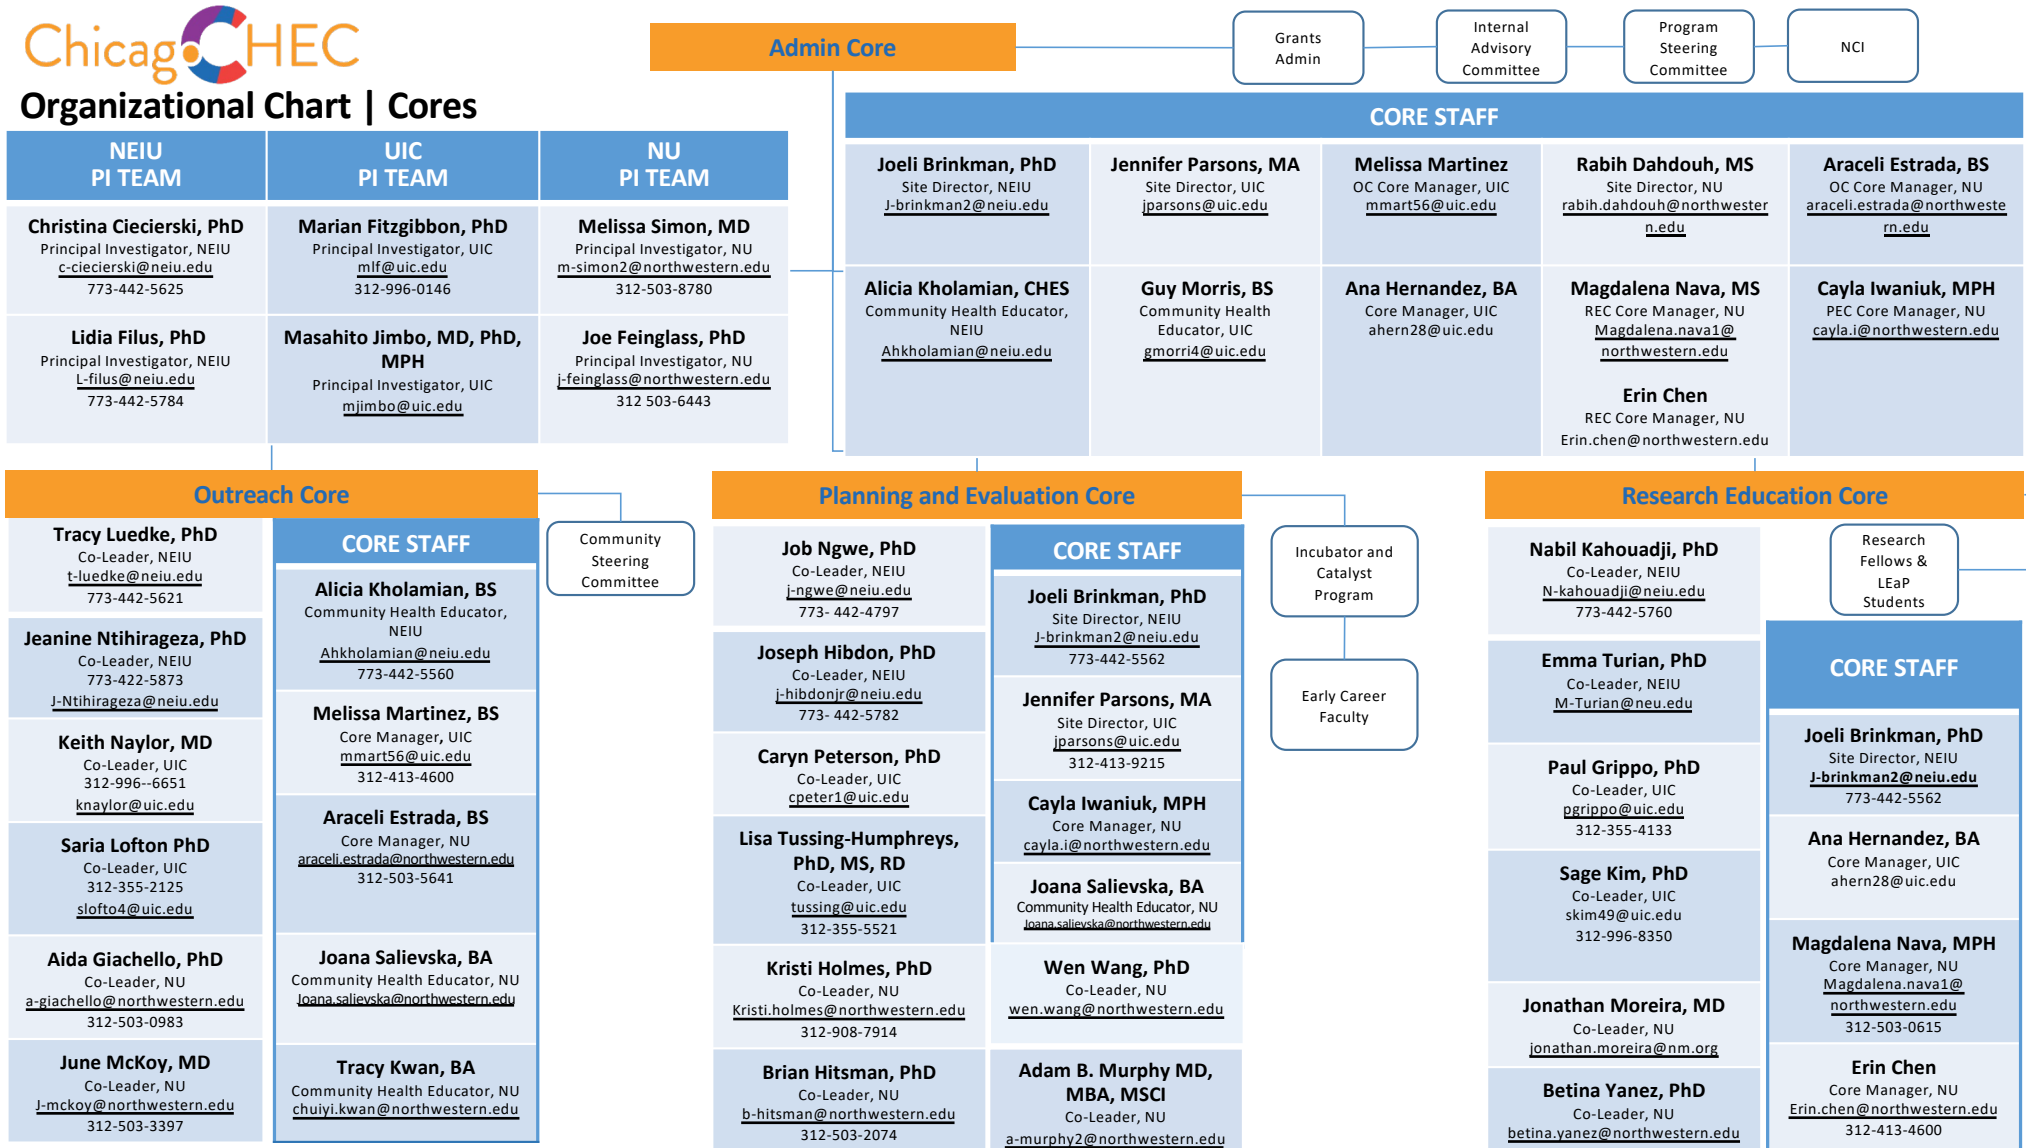 ChicagoCHEC
Organizational Chart | Cores
Admin Core
Grants
Admin
Internal
Advisory
Committee
Program
Steering
Committee
NCI
NEIU
PI TEAM
UIC
PI TEAM
NU
PI TEAM
Christina Ciecierski, PhD
Principal Investigator, NEIU
c-ciecierski@neiu.edu
773-442-5625
Marian Fitzgibbon, PhD
Principal Investigator, UIC
mlf@uic.edu
312-996-0146
Melissa Simon, MD
Principal Investigator, NU
m-simon2@northwestern.edu
312-503-8780
Lidia Filus, PhD
Principal Investigator, NEIU
L-filus@neiu.edu
773-442-5784
Masahito Jimbo, MD, PhD,
MPH
Principal Investigator, UIC
mjimbo@uic.edu
Joe Feinglass, PhD
Principal Investigator, NU
j-feinglass@northwestern.edu
312 503-6443
CORE STAFF
Joeli Brinkman, PhD
Site Director, NEIU
J-brinkman2@neiu.edu
Jennifer Parsons, MA
Site Director, UIC
jparsons@uic.edu
Melissa Martinez
OC Core Manager, UIC
mmart56@uic.edu
Rabih Dahdouh, MS
Site Director, NU
rabih.dahdouh@northwester
n.edu
Araceli Estrada, BS
OC Core Manager, NU
araceli.estrada@northweste
rn.edu
Alicia Kholamian, CHES
Community Health Educator,
NEIU
Ahkholamian@neiu.edu
Guy Morris, BS
Community Health
Educator, UIC
gmorri4@uic.edu
Ana Hernandez, BA
Core Manager, UIC
ahern28@uic.edu
Magdalena Nava, MS
REC Core Manager, NU
Magdalena.nava1@
northwestern.edu
Erin Chen
REC Core Manager, NU
Erin.chen@northwestern.edu
Cayla Iwaniuk, MPH
PEC Core Manager, NU
cayla.i@northwestern.edu
Outreach Core
Tracy Luedke, PhD
Co-Leader, NEIU
t-luedke@neiu.edu
773-442-5621
Jeanine Ntihirageza, PhD
Co-Leader, NEIU
773-422-5873
J-Ntihirageza@neiu.edu
Keith Naylor, MD
Co-Leader, UIC
312-996--6651
knaylor@uic.edu
Saria Lofton PhD
Co-Leader, UIC
312-355-2125
slofto4@uic.edu
Aida Giachello, PhD
Co-Leader, NU
a-giachello@northwestern.edu
312-503-0983
June McKoy, MD
Co-Leader, NU
J-mckoy@northwestern.edu
312-503-3397
CORE STAFF
Alicia Kholamian, BS
Community Health Educator,
NEIU
Ahkholamian@neiu.edu
773-442-5560
Melissa Martinez, BS
Core Manager, UIC
mmart56@uic.edu
312-413-4600
Araceli Estrada, BS
Core Manager, NU
araceli.estrada@northwestern.edu
312-503-5641
Joana Salievska, BA
Community Health Educator, NU
Joana.salievska@northwestern.edu
Tracy Kwan, BA
Community Health Educator, NU
chuiyi.kwan@northwestern.edu
Community
Steering
Committee
Planning and Evaluation Core
Job Ngwe, PhD
Co-Leader, NEIU
j-ngwe@neiu.edu
773- 442-4797
Joseph Hibdon, PhD
Co-Leader, NEIU
j-hibdonjr@neiu.edu
773- 442-5782
Caryn Peterson, PhD
Co-Leader, UIC
cpeter1@uic.edu
Lisa Tussing-Humphreys,
PhD, MS, RD
Co-Leader, UIC
tussing@uic.edu
312-355-5521
Kristi Holmes, PhD
Co-Leader, NU
Kristi.holmes@northwestern.edu
312-908-7914
Brian Hitsman, PhD
Co-Leader, NU
b-hitsman@northwestern.edu
312-503-2074
CORE STAFF
Joeli Brinkman, PhD
Site Director, NEIU
J-brinkman2@neiu.edu
773-442-5562
Jennifer Parsons, MA
Site Director, UIC
jparsons@uic.edu
312-413-9215
Cayla Iwaniuk, MPH
Core Manager, NU
cayla.i@northwestern.edu
Joana Salievska, BA
Community Health Educator, NU
Joana.salievska@northwestern.edu
Wen Wang, PhD
Co-Leader, NU
wen.wang@northwestern.edu
Adam B. Murphy MD,
MBA, MSCI
Co-Leader, NU
a-murphy2@northwestern.edu
Incubator and
Catalyst
Program
Early Career
Faculty
Research Education Core
Nabil Kahouadji, PhD
Co-Leader, NEIU
N-kahouadji@neiu.edu
773-442-5760
Emma Turian, PhD
Co-Leader, NEIU
M-Turian@neu.edu
Paul Grippo, PhD
Co-Leader, UIC
pgrippo@uic.edu
312-355-4133
Sage Kim, PhD
Co-Leader, UIC
skim49@uic.edu
312-996-8350
Jonathan Moreira, MD
Co-Leader, NU
jonathan.moreira@nm.org
Betina Yanez, PhD
Co-Leader, NU
betina.yanez@northwestern.edu
Research
Fellows &
LEaP
Students
CORE STAFF
Joeli Brinkman, PhD
Site Director, NEIU
J-brinkman2@neiu.edu
773-442-5562
Ana Hernandez, BA
Core Manager, UIC
ahern28@uic.edu
Magdalena Nava, MPH
Core Manager, NU
Magdalena.nava1@
northwestern.edu
312-503-0615
Erin Chen
Core Manager, NU
Erin.chen@northwestern.edu
312-413-4600